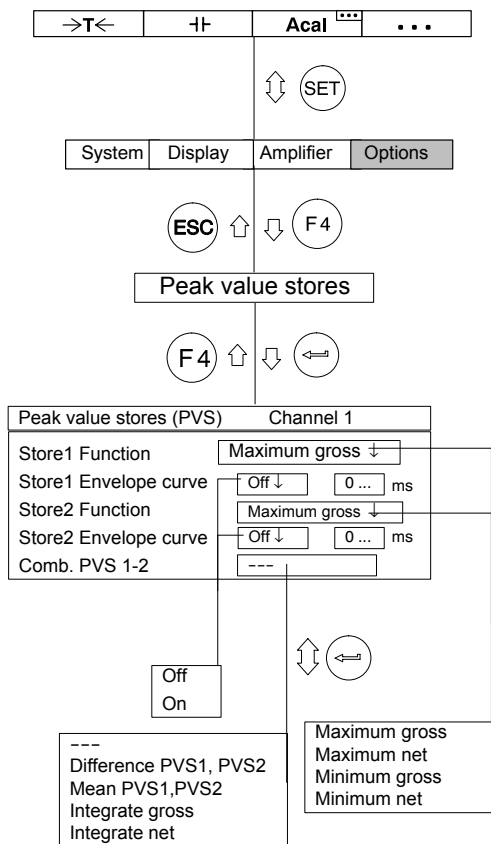 →T← ⊣⊢ Acal ••• • • •
SET
System Display Amplifier Options
ESC F4
Peak value stores
F4
Peak value stores (PVS) Channel 1
Store1 Function Maximum gross ↓
Store1 Envelope curve Off ↓ 0 ... ms
Store2 Function Maximum gross ↓
Store2 Envelope curve Off ↓ 0 ... ms
Comb. PVS 1-2 ---
Off
On
---
Difference PVS1, PVS2
Mean PVS1,PVS2
Integrate gross
Integrate net
Maximum gross
Maximum net
Minimum gross
Minimum net